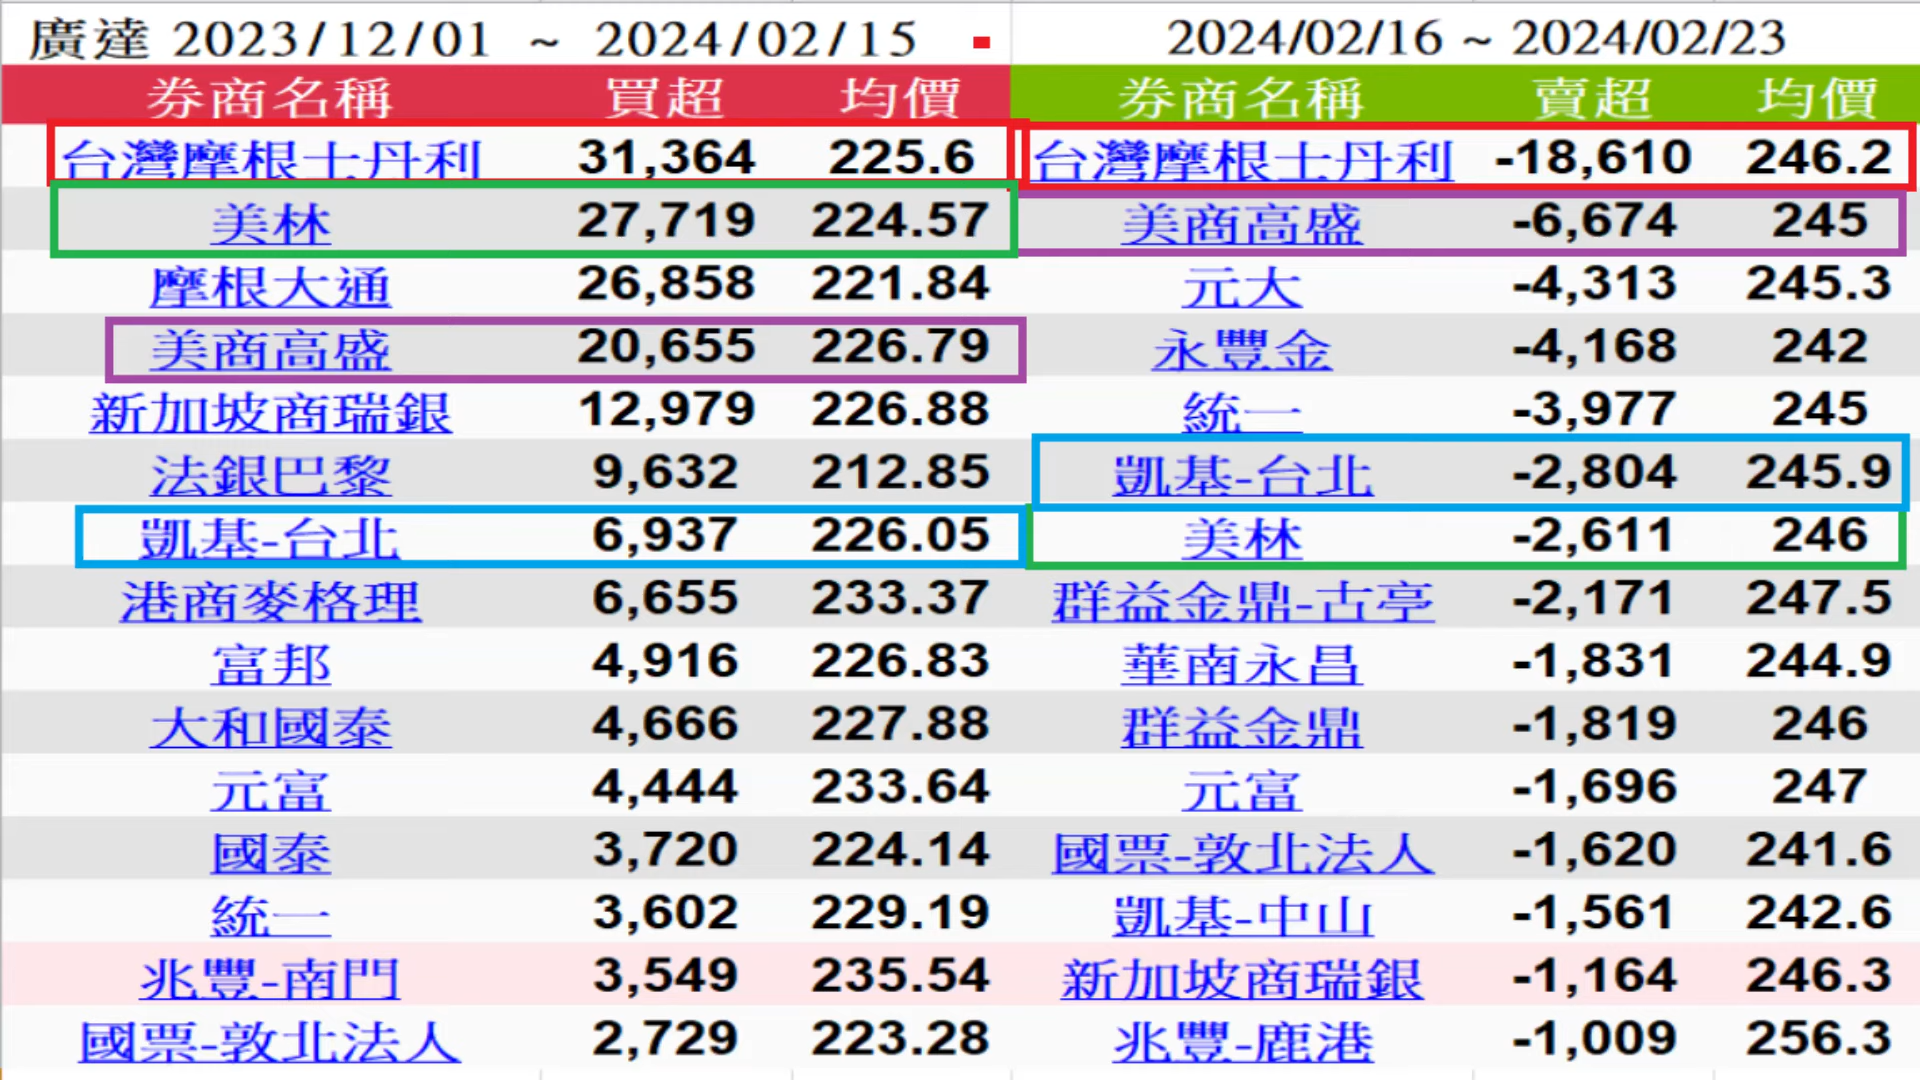 廣達 2023/12/01 ~ 2024/02/15 2024/02/16 ~ 2024/02/23
券商名稱 買超 均價 券商名稱 賣超 均價
台灣摩根士丹利 31,364 225.6 台灣摩根士丹利 -18,610 246.2
美林 27,719 224.57 美商高盛 -6,674 245
摩根大通 26,858 221.84 元大 -4,313 245.3
美商高盛 20,655 226.79 永豐金 -4,168 242
新加坡商瑞銀 12,979 226.88 統一 -3,977 245
法銀巴黎 9,632 212.85 凱基-台北 -2,804 245.9
凱基-台北 6,937 226.05 美林 -2,611 246
港商麥格理 6,655 233.37 群益金鼎-古亭 -2,171 247.5
富邦 4,916 226.83 華南永昌 -1,831 244.9
大和國泰 4,666 227.88 群益金鼎 -1,819 246
元富 4,444 233.64 元富 -1,696 247
國泰 3,720 224.14 國票-敦北法人 -1,620 241.6
統一 3,602 229.19 凱基-中山 -1,561 242.6
兆豐-南門 3,549 235.54 新加坡商瑞銀 -1,164 246.3
國票-敦北法人 2,729 223.28 兆豐-鹿港 -1,009 256.3